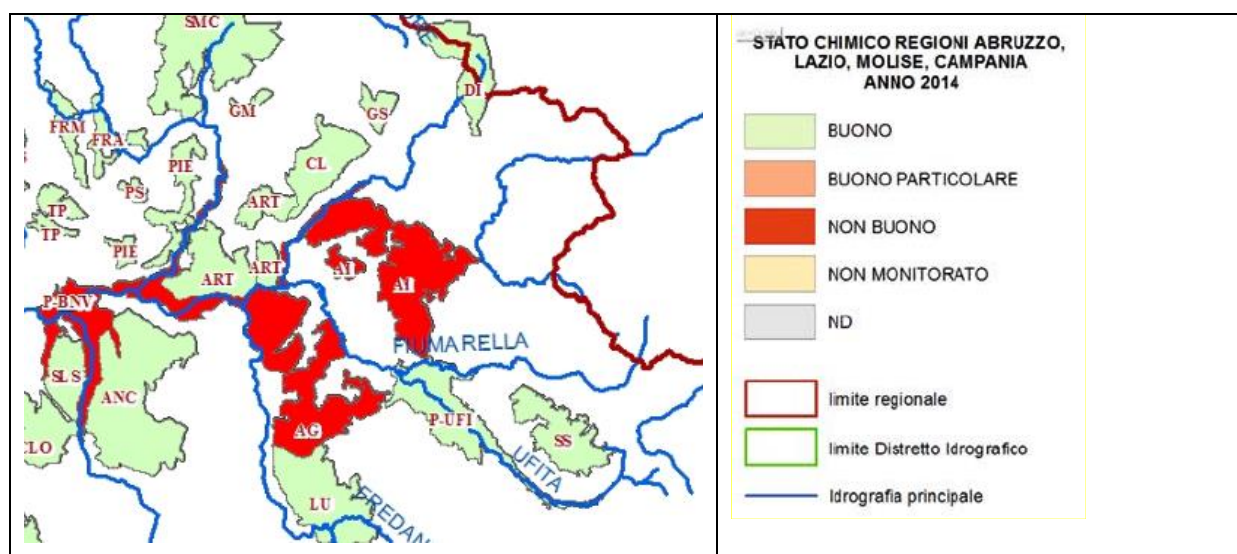 SMC
GM
GS
DI
FRM
FRA
PIE
CL
PS
ART
TP
TP
PIE
ART
ART
AI
AI
P-BNV
FIUMARELLA
SLS
ANC
AG
P-UFI
SS
CLO
UFITA
LU
FREDAN
STATO CHIMICO REGIONI ABRUZZO,
LAZIO, MOLISE, CAMPANIA
ANNO 2014
BUONO
BUONO PARTICOLARE
NON BUONO
NON MONITORATO
ND
limite regionale
limite Distretto Idrografico
Idrografia principale